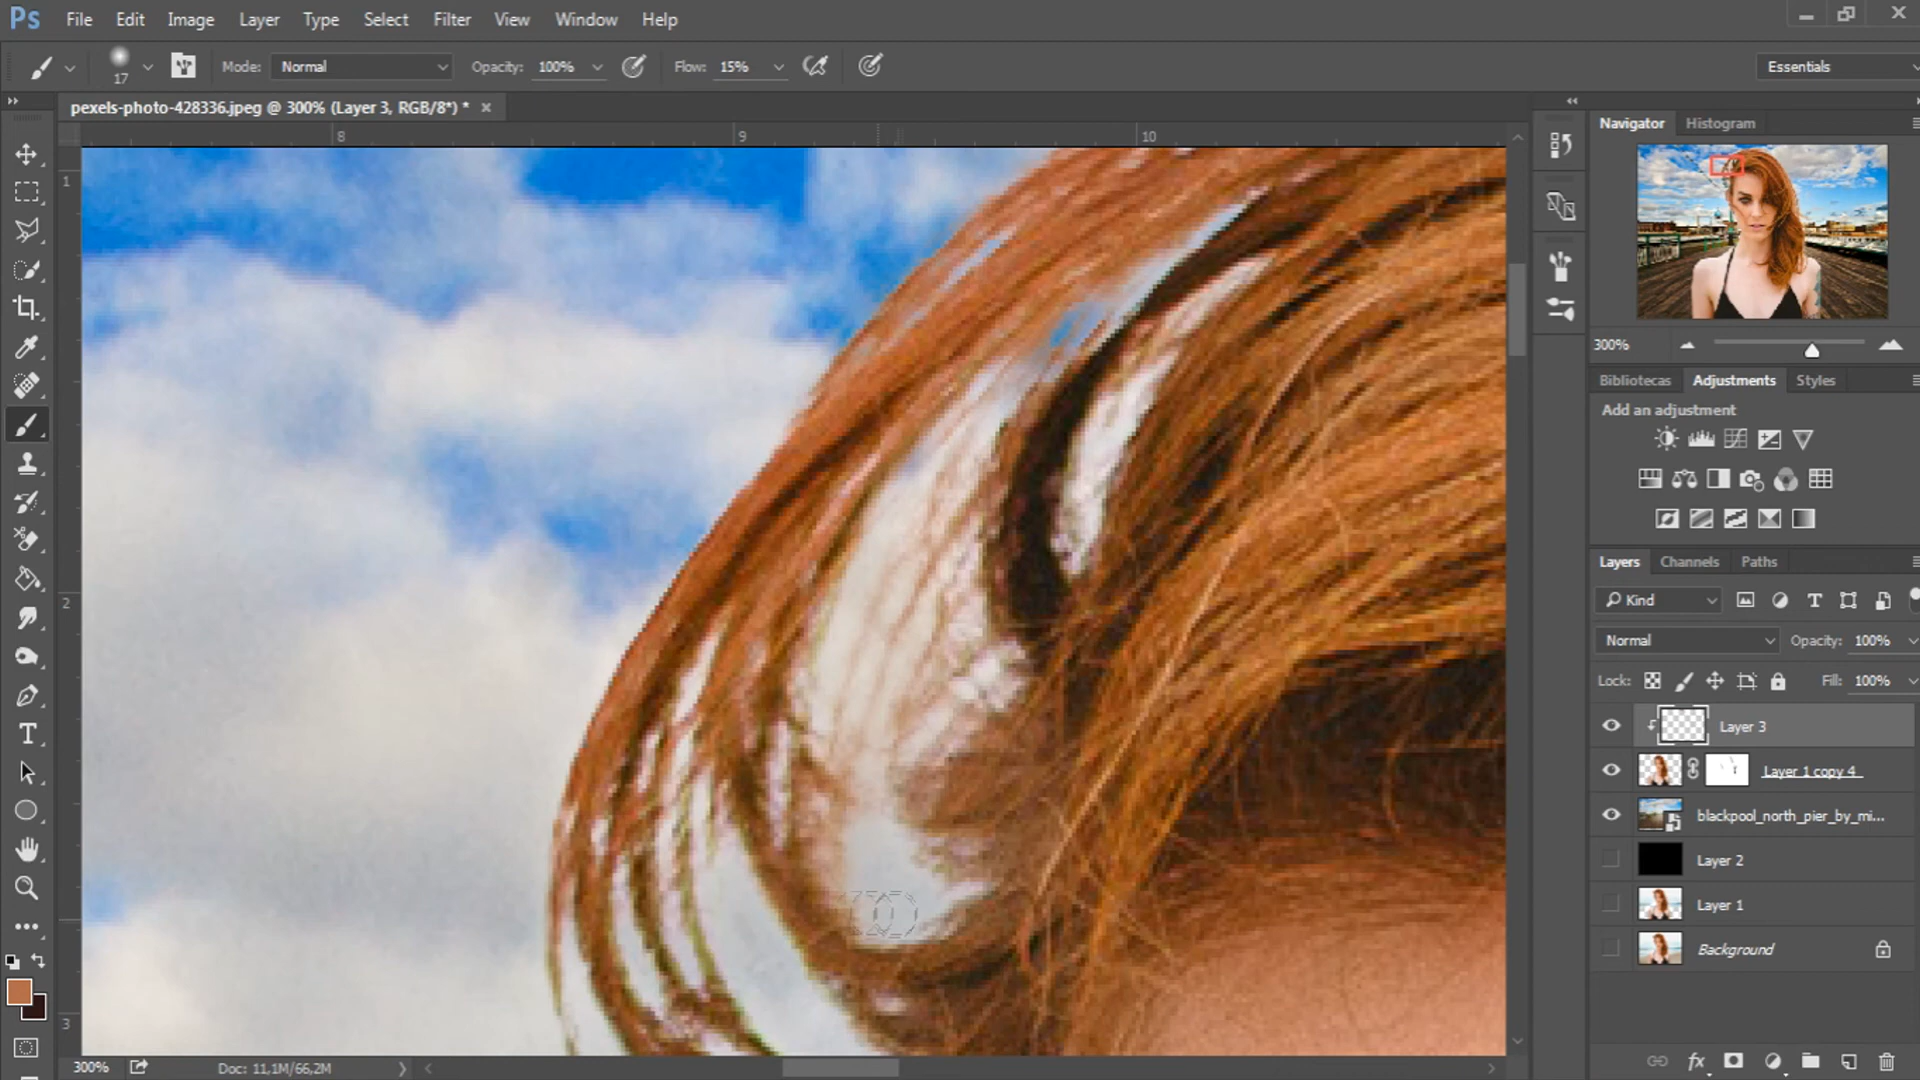 Ps File Edit Image Layer Type Select Filter View Window Help
17 Mode: Normal Opacity: 100% Flow: 15% Essentials
pexels-photo-428336.jpeg @ 300% (Layer 3, RGB/8*) * ×
8 9 10
1
2
3
Navigator Histogram
300%
Bibliotecas Adjustments Styles
Add an adjustment
Layers Channels Paths
Kind
Normal Opacity: 100%
Lock: Fill: 100%
Layer 3
Layer 1 copy 4
blackpool_north_pier_by_mi...
Layer 2
Layer 1
Background
fx
300% Doc: 11,1M/66,2M